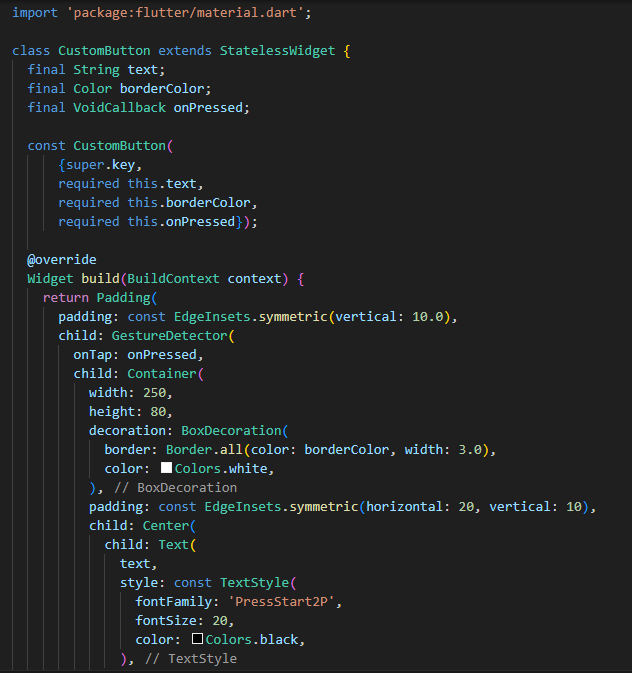 import 'package:flutter/material.dart';

class CustomButton extends StatelessWidget {
  final String text;
  final Color borderColor;
  final VoidCallback onPressed;

  const CustomButton(
      {super.key,
      required this.text,
      required this.borderColor,
      required this.onPressed});

  @override
  Widget build(BuildContext context) {
    return Padding(
      padding: const EdgeInsets.symmetric(vertical: 10.0),
      child: GestureDetector(
        onTap: onPressed,
        child: Container(
          width: 250,
          height: 80,
          decoration: BoxDecoration(
            border: Border.all(color: borderColor, width: 3.0),
            color: Colors.white,
          ), // BoxDecoration
          padding: const EdgeInsets.symmetric(horizontal: 20, vertical: 10),
          child: Center(
            child: Text(
              text,
              style: const TextStyle(
                fontFamily: 'PressStart2P',
                fontSize: 20,
                color: Colors.black,
              ), // TextStyle